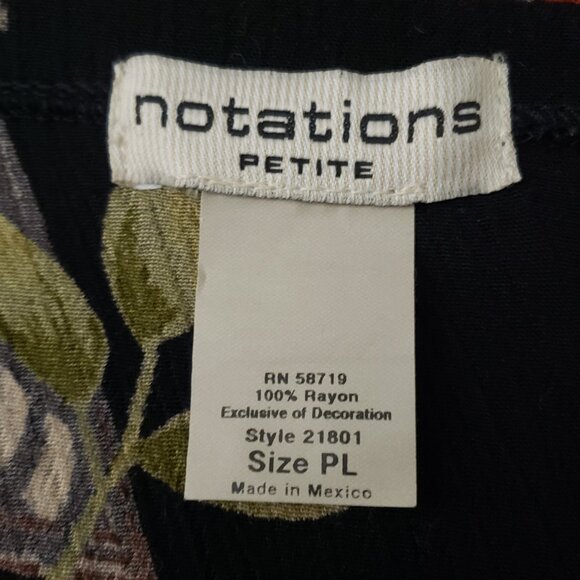 notations
PETITE
RN 58719
100% Rayon
Exclusive of Decoration
Style 21801
Size PL
Made in Mexico